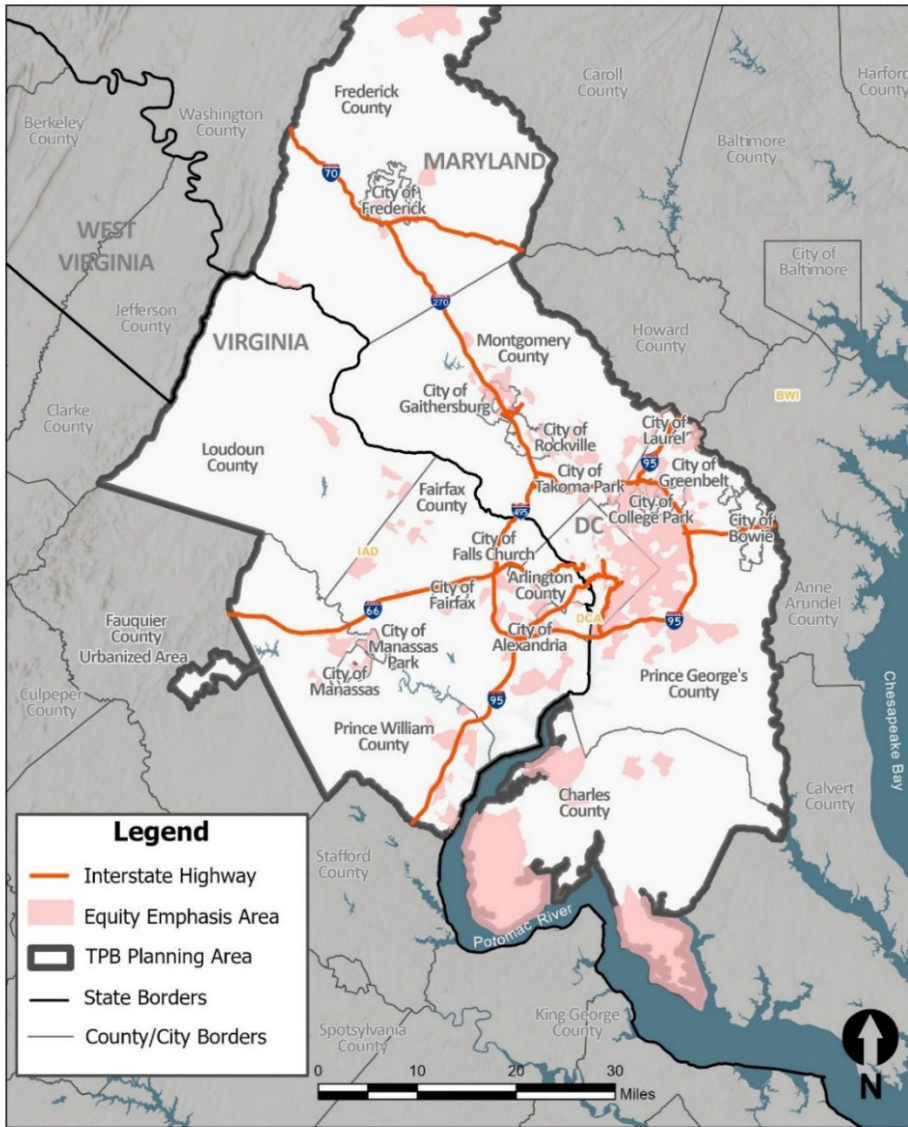 Frederick
County
Caroll
County
Harford
County
Washington
County
Berkeley
County
Baltimore
County
MARYLAND
70
City of
Frederick
WEST
VIRGINIA
City of
Baltimore
Jefferson
County
270
Howard
County
VIRGINIA
Montgomery
County
City of
Gaithersburg
BWI
Clarke
County
City of
Rockville
City of
Laurel
Loudoun
County
95
City of
Greenbelt
City of
Takoma Park
Fairfax
County
City of
College Park
495
DC
City of
Bowie
City of
Falls Church
IAD
Arlington
County
City of
Fairfax
Anne
Arundel
County
66
DCA
95
Fauquier
County
Urbanized Area
City of
Manassas
Park
City of
Alexandria
City of
Manassas
Prince George's
County
Culpeper
County
95
Chesapeake Bay
Prince William
County
Calvert
County
Charles
County
Legend
Interstate Highway
Equity Emphasis Area
TPB Planning Area
State Borders
County/City Borders
Stafford
County
Potomac River
Spotsylvania
County
King George
County
0 10 20 30
Miles
N